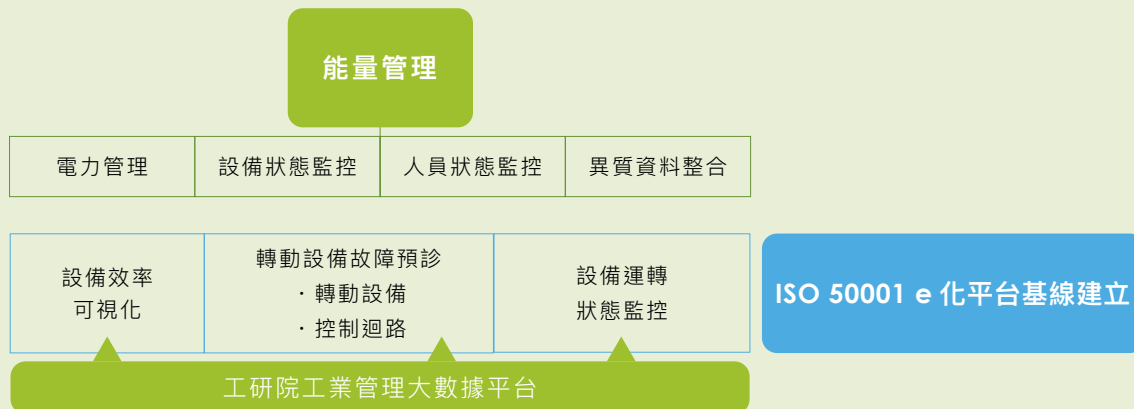 能量管理
電力管理
設備狀態監控
人員狀態監控
異質資料整合
設備效率
可視化
轉動設備故障預診
・轉動設備
・控制迴路
設備運轉
狀態監控
ISO 50001 e 化平台基線建立
工研院工業管理大數據平台